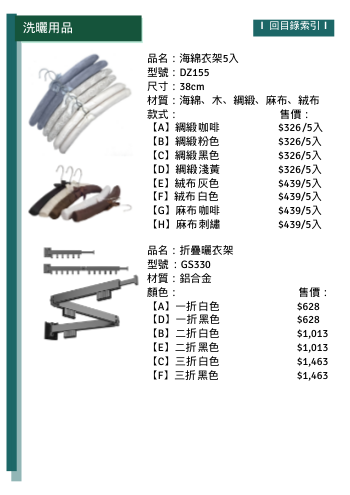 洗曬用品
I 回目錄索引 I
品名：海綿衣架5入
型號：DZ155
尺寸：38cm
材質：海綿、木、綢緞、麻布、絨布
款式： 售價：
【A】綢緞咖啡 $326/5入
【B】綢緞粉色 $326/5入
【C】綢緞黑色 $326/5入
【D】綢緞淺黃 $326/5入
【E】絨布灰色 $439/5入
【F】絨布白色 $439/5入
【G】麻布咖啡 $439/5入
【H】麻布刺繡 $439/5入
品名：折疊曬衣架
型號：GS330
材質：鋁合金
顏色： 售價：
【A】一折白色 $628
【D】一折黑色 $628
【B】二折白色 $1,013
【E】二折黑色 $1,013
【C】三折白色 $1,463
【F】三折黑色 $1,463